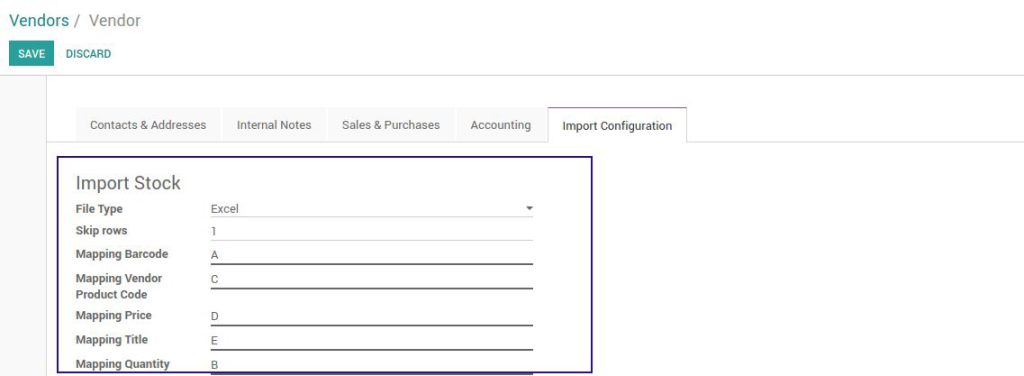 Vendors / Vendor
SAVE DISCARD
Contacts & Addresses Internal Notes Sales & Purchases Accounting Import Configuration
Import Stock
File Type Excel
Skip rows 1
Mapping Barcode A
Mapping Vendor C
Product Code
Mapping Price D
Mapping Title E
Mapping Quantity B